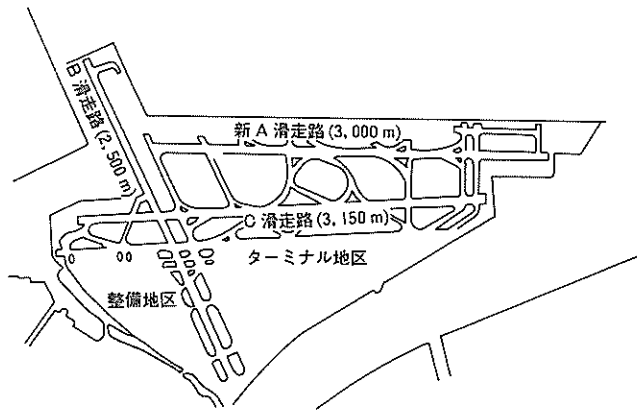 B 滑走路 (2,500 m)
新 A 滑走路 (3,000 m)
C 滑走路 (3,150 m)
ターミナル地区
整備地区